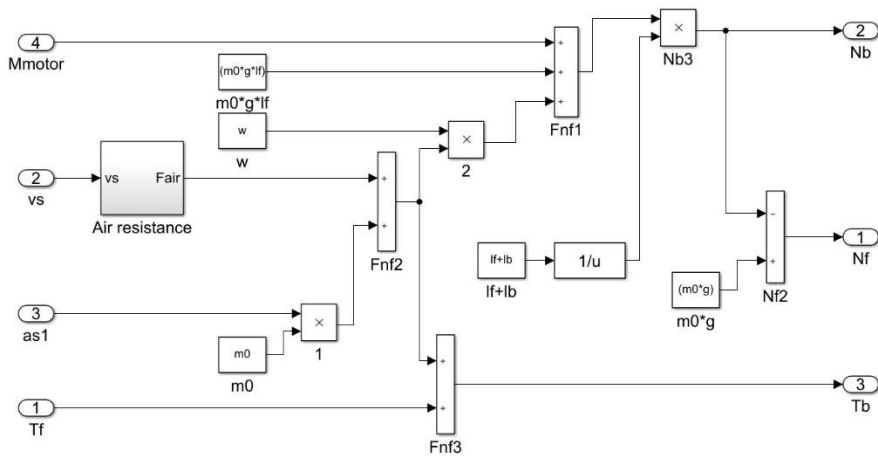 4
Mmotor
(m0*g*lf)
m0*g*lf
w
w
+
+
+
Fnf1
×
Nb3
2
Nb
×
2
2
vs
vs
Fair
Air resistance
+
+
Fnf2
lf+lb
lf+lb
1/u
(m0*g)
m0*g
−
+
Nf2
1
Nf
3
as1
m0
m0
×
1
1
Tf
+
+
Fnf3
3
Tb